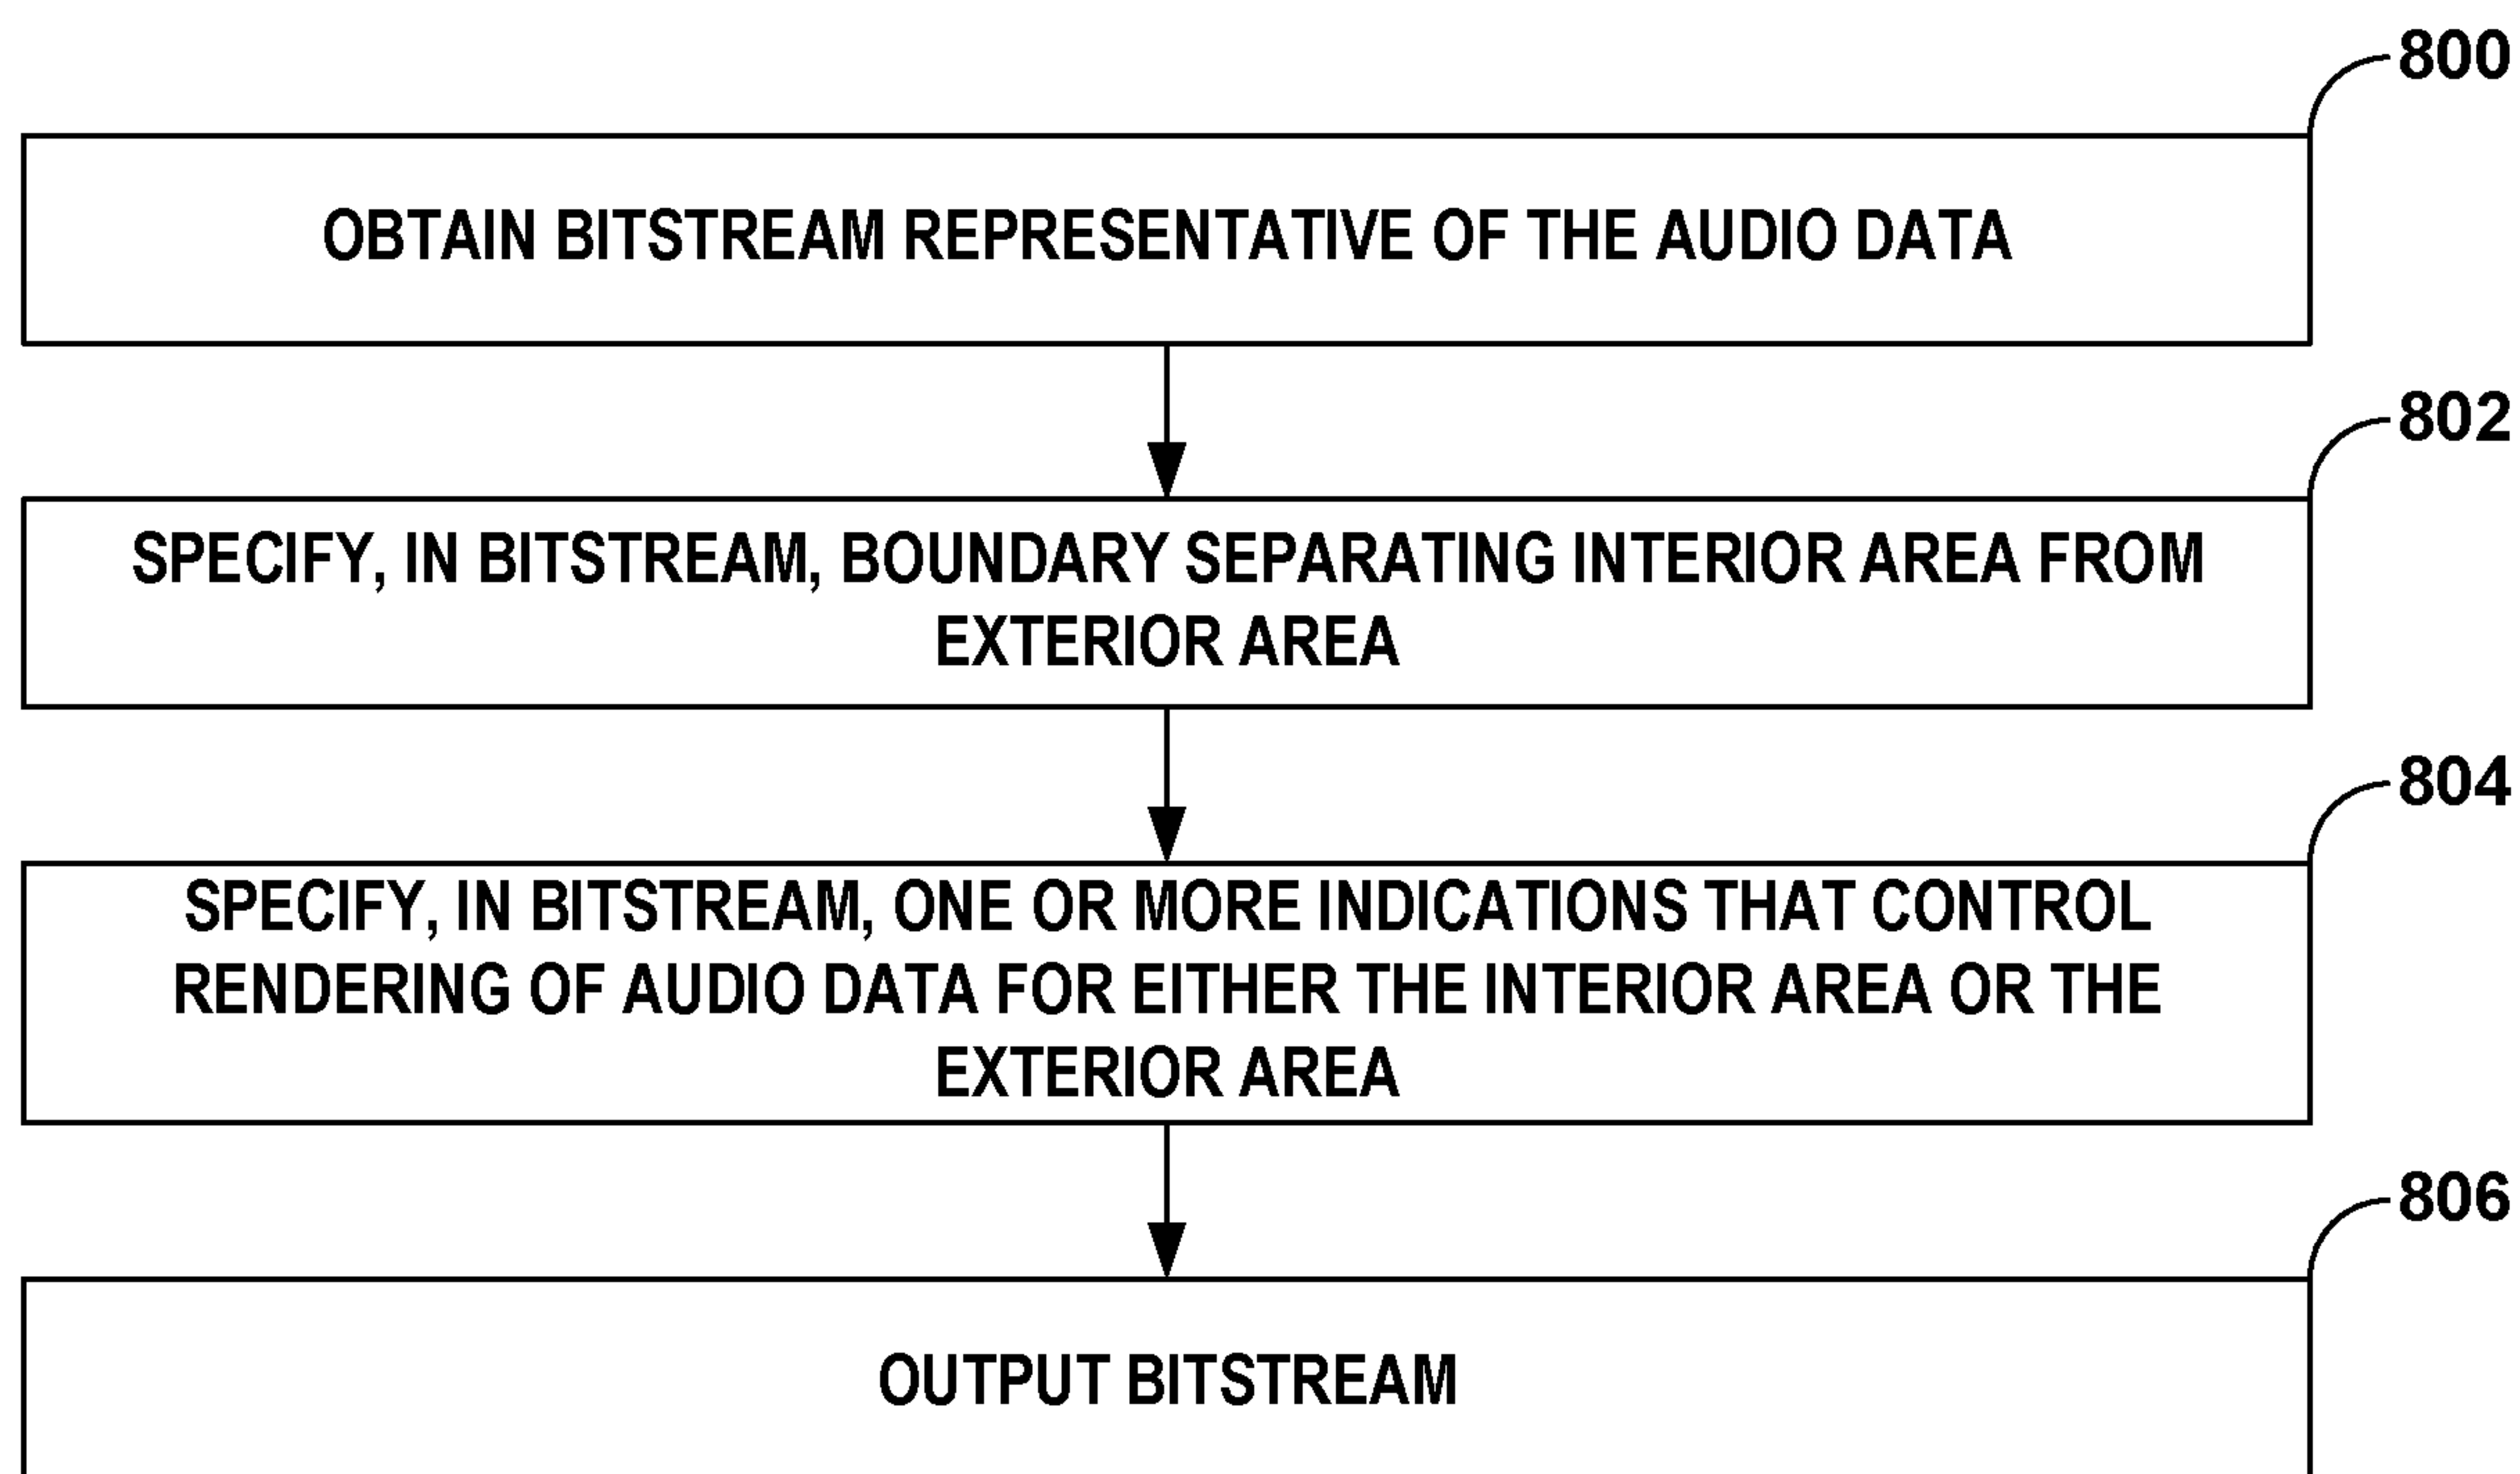 800
OBTAIN BITSTREAM REPRESENTATIVE OF THE AUDIO DATA
802
SPECIFY, IN BITSTREAM, BOUNDARY SEPARATING INTERIOR AREA FROM
EXTERIOR AREA
804
SPECIFY, IN BITSTREAM, ONE OR MORE INDICATIONS THAT CONTROL
RENDERING OF AUDIO DATA FOR EITHER THE INTERIOR AREA OR THE
EXTERIOR AREA
806
OUTPUT BITSTREAM